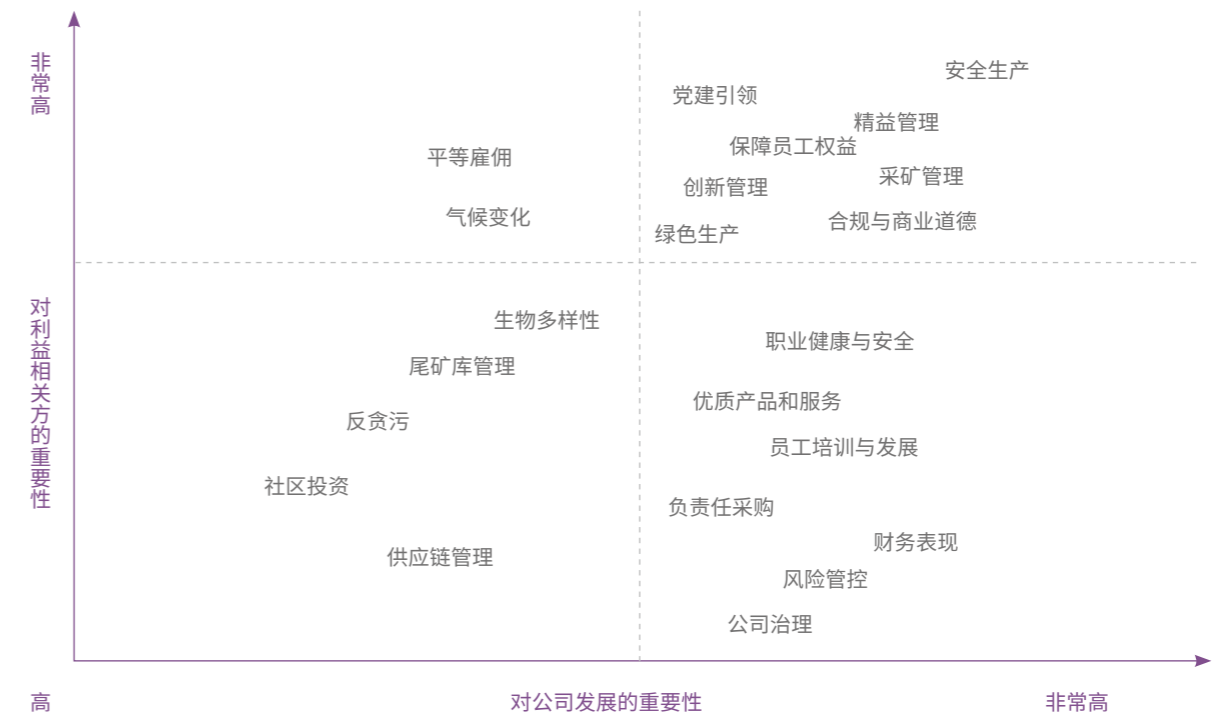 非常高
对利益相关方的重要性
安全生产
党建引领
精益管理
保障员工权益
平等雇佣
采矿管理
创新管理
气候变化
合规与商业道德
绿色生产
生物多样性
职业健康与安全
尾矿库管理
优质产品和服务
反贪污
员工培训与发展
社区投资
负责任采购
财务表现
供应链管理
风险管控
公司治理
高
对公司发展的重要性
非常高